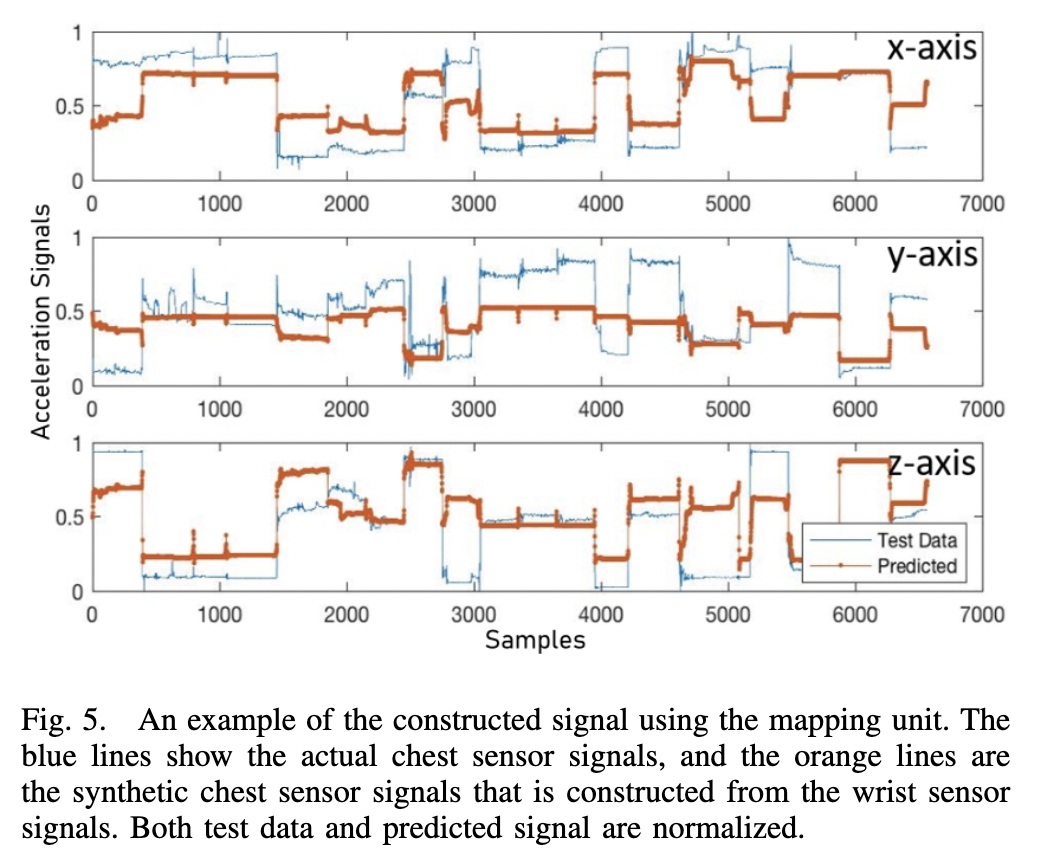 1
x-axis
0.5
0
0 1000 2000 3000 4000 5000 6000 7000
1
y-axis
0.5
0
0 1000 2000 3000 4000 5000 6000 7000
1
z-axis
0.5
Test Data
Predicted
0
0 1000 2000 3000 4000 5000 6000 7000
Acceleration Signals
Samples
Fig. 5. An example of the constructed signal using the mapping unit. The
blue lines show the actual chest sensor signals, and the orange lines are
the synthetic chest sensor signals that is constructed from the wrist sensor
signals. Both test data and predicted signal are normalized.